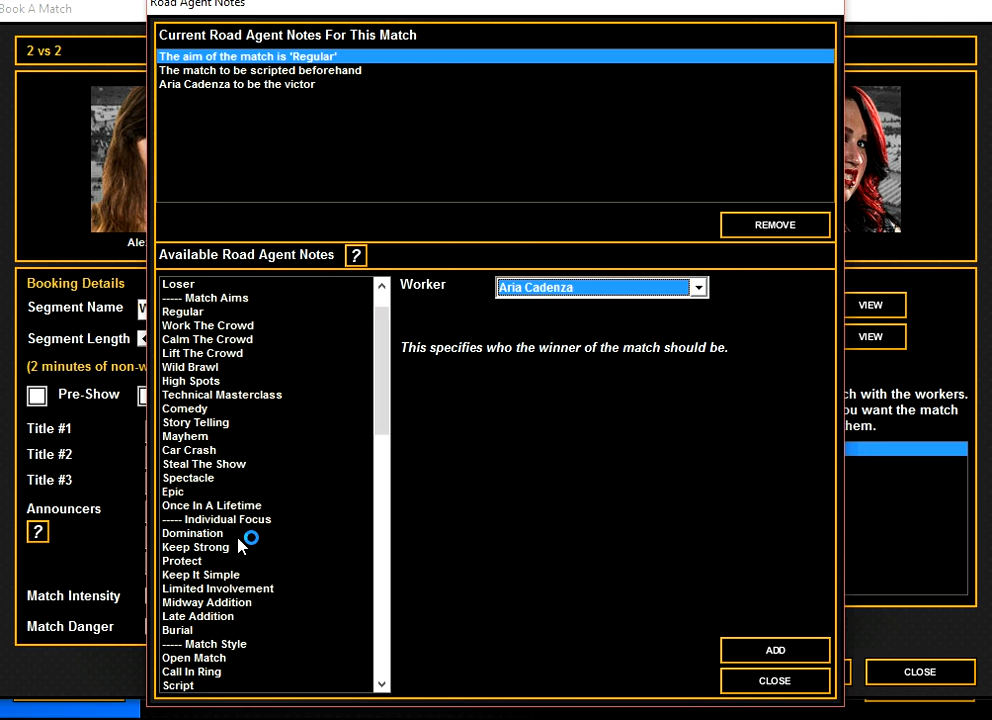 Book A Match
Road Agent Notes
2 vs 2
Current Road Agent Notes For This Match
The aim of the match is 'Regular'
The match to be scripted beforehand
Aria Cadenza to be the victor
REMOVE
Available Road Agent Notes ?
Loser
----- Match Aims
Regular
Work The Crowd
Calm The Crowd
Lift The Crowd
Wild Brawl
High Spots
Technical Masterclass
Comedy
Story Telling
Mayhem
Car Crash
Steal The Show
Spectacle
Epic
Once In A Lifetime
----- Individual Focus
Domination
Keep Strong
Protect
Keep It Simple
Limited Involvement
Midway Addition
Late Addition
Burial
----- Match Style
Open Match
Call In Ring
Script
Worker Aria Cadenza
This specifies who the winner of the match should be.
ADD
CLOSE
Booking Details
Segment Name
Segment Length
(2 minutes of
Pre-Show
Title #1
Title #2
Title #3
Announcers
?
Match Intensity
Match Danger
VIEW
VIEW
with the workers.
want the match
CLOSE